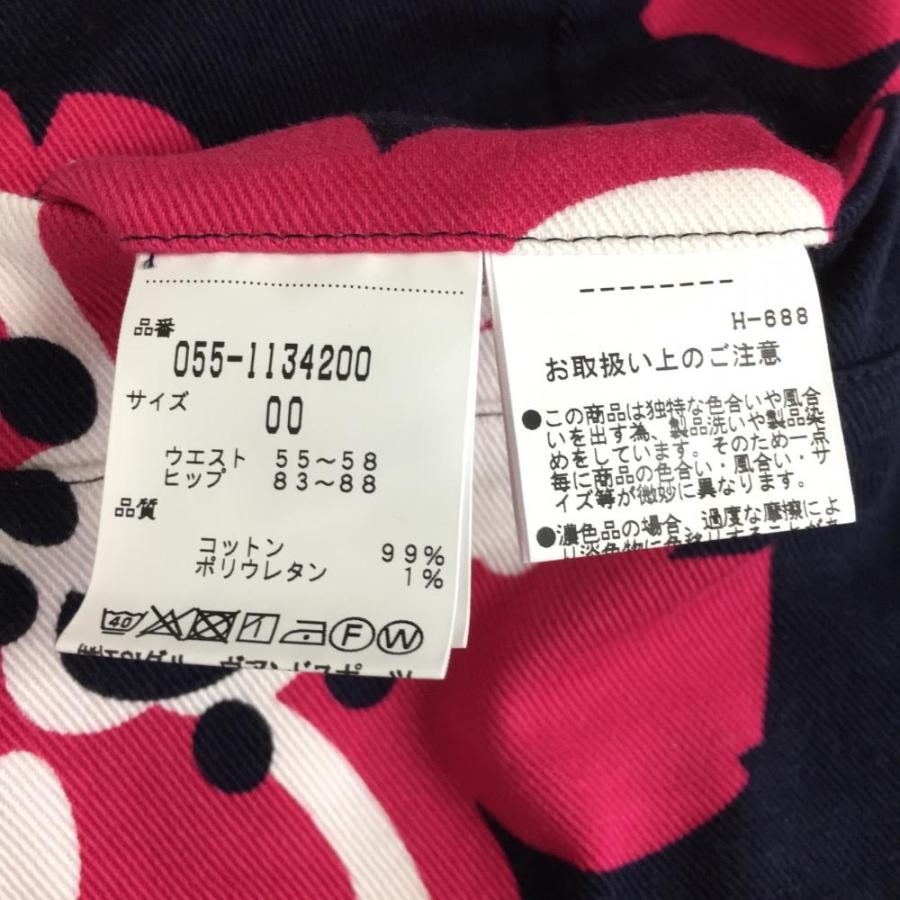 品番
055-1134200
サイズ
00
ウエスト 55～58
ヒップ 83～88
品質
コットン 99%
ポリウレタン 1%
40 F W
--------
H-688
お取扱い上のご注意
●この商品は独特な色合いや風合
いを出す為、製品洗いや製品染
めをしています。そのため一点
毎に商品の色合い・風合い・サ
イズ等が微妙に異なります。
●濃色品の場合、過度な摩擦によ